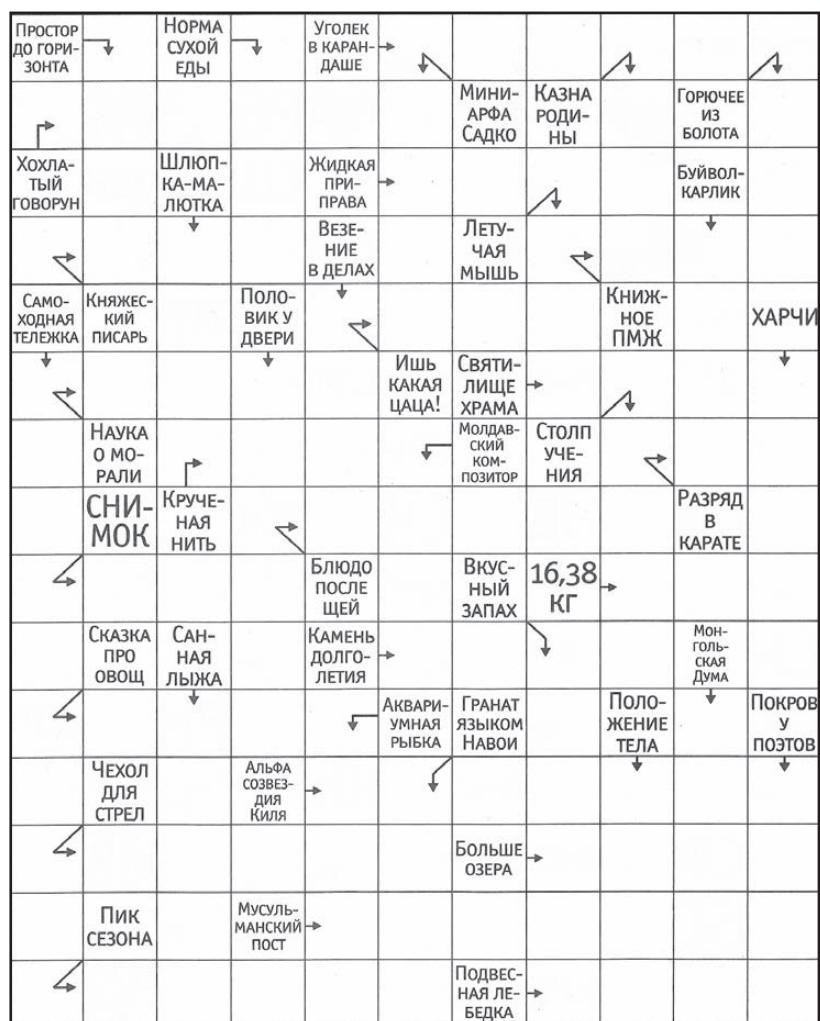 ПРОСТОР
ДО ГОРИ-
ЗОНТА
НОРМА
СУХОЙ
ЕДЫ
УГОЛЕК
В КАРАН-
ДАШЕ
МИНИ-
АРФА
САДКО
КАЗНА
РОДИ-
НЫ
ГОРЮЧЕЕ
ИЗ
БОЛОТА
ХОХЛА-
ТЫЙ
ГОВОРУН
ШЛЮП-
КА-МА-
ЛЮТКА
ЖИДКАЯ
ПРИ-
ПРАВА
БУЙВОЛ-
КАРЛИК
ВЕЗЕ-
НИЕ
В ДЕЛАХ
ЛЕТУ-
ЧАЯ
МЫШЬ
САМО-
ХОДНАЯ
ТЕЛЕЖКА
КНЯЖЕС-
КИЙ
ПИСАРЬ
ПОЛО-
ВИК У
ДВЕРИ
КНИЖ-
НОЕ
ПМЖ
ХАРЧИ
ИШЬ
КАКАЯ
ЦАЦА!
СВЯТИ-
ЛИЩЕ
ХРАМА
НАУКА
О МО-
РАЛИ
МОЛДАВ-
СКИЙ
КОМ-
ПОЗИТОР
СТОЛП
УЧЕ-
НИЯ
СНИ-
МОК
КРУЧЕ-
НАЯ
НИТЬ
РАЗРЯД
В
КАРАТЕ
БЛЮДО
ПОСЛЕ
ЩЕЙ
ВКУС-
НЫЙ
ЗАПАХ
16,38
КГ
СКАЗКА
ПРО
ОВОЩ
САН-
НАЯ
ЛЫЖА
КАМЕНЬ
ДОЛГО-
ЛЕТИЯ
МОН-
ГОЛЬ-
СКАЯ
ДУМА
АКВАРИ-
УМНАЯ
РЫБКА
ГРАНАТ
ЯЗЫКОМ
НАВОИ
ПОЛО-
ЖЕНИЕ
ТЕЛА
ПОКРОВ
У
ПОЭТОВ
ЧЕХОЛ
ДЛЯ
СТРЕЛ
АЛЬФА
СОЗВЕЗ-
ДИЯ
КИЛЯ
БОЛЬШЕ
ОЗЕРА
ПИК
СЕЗОНА
МУСУЛЬ-
МАНСКИЙ
ПОСТ
ПОДВЕС-
НАЯ ЛЕ-
БЕДКА